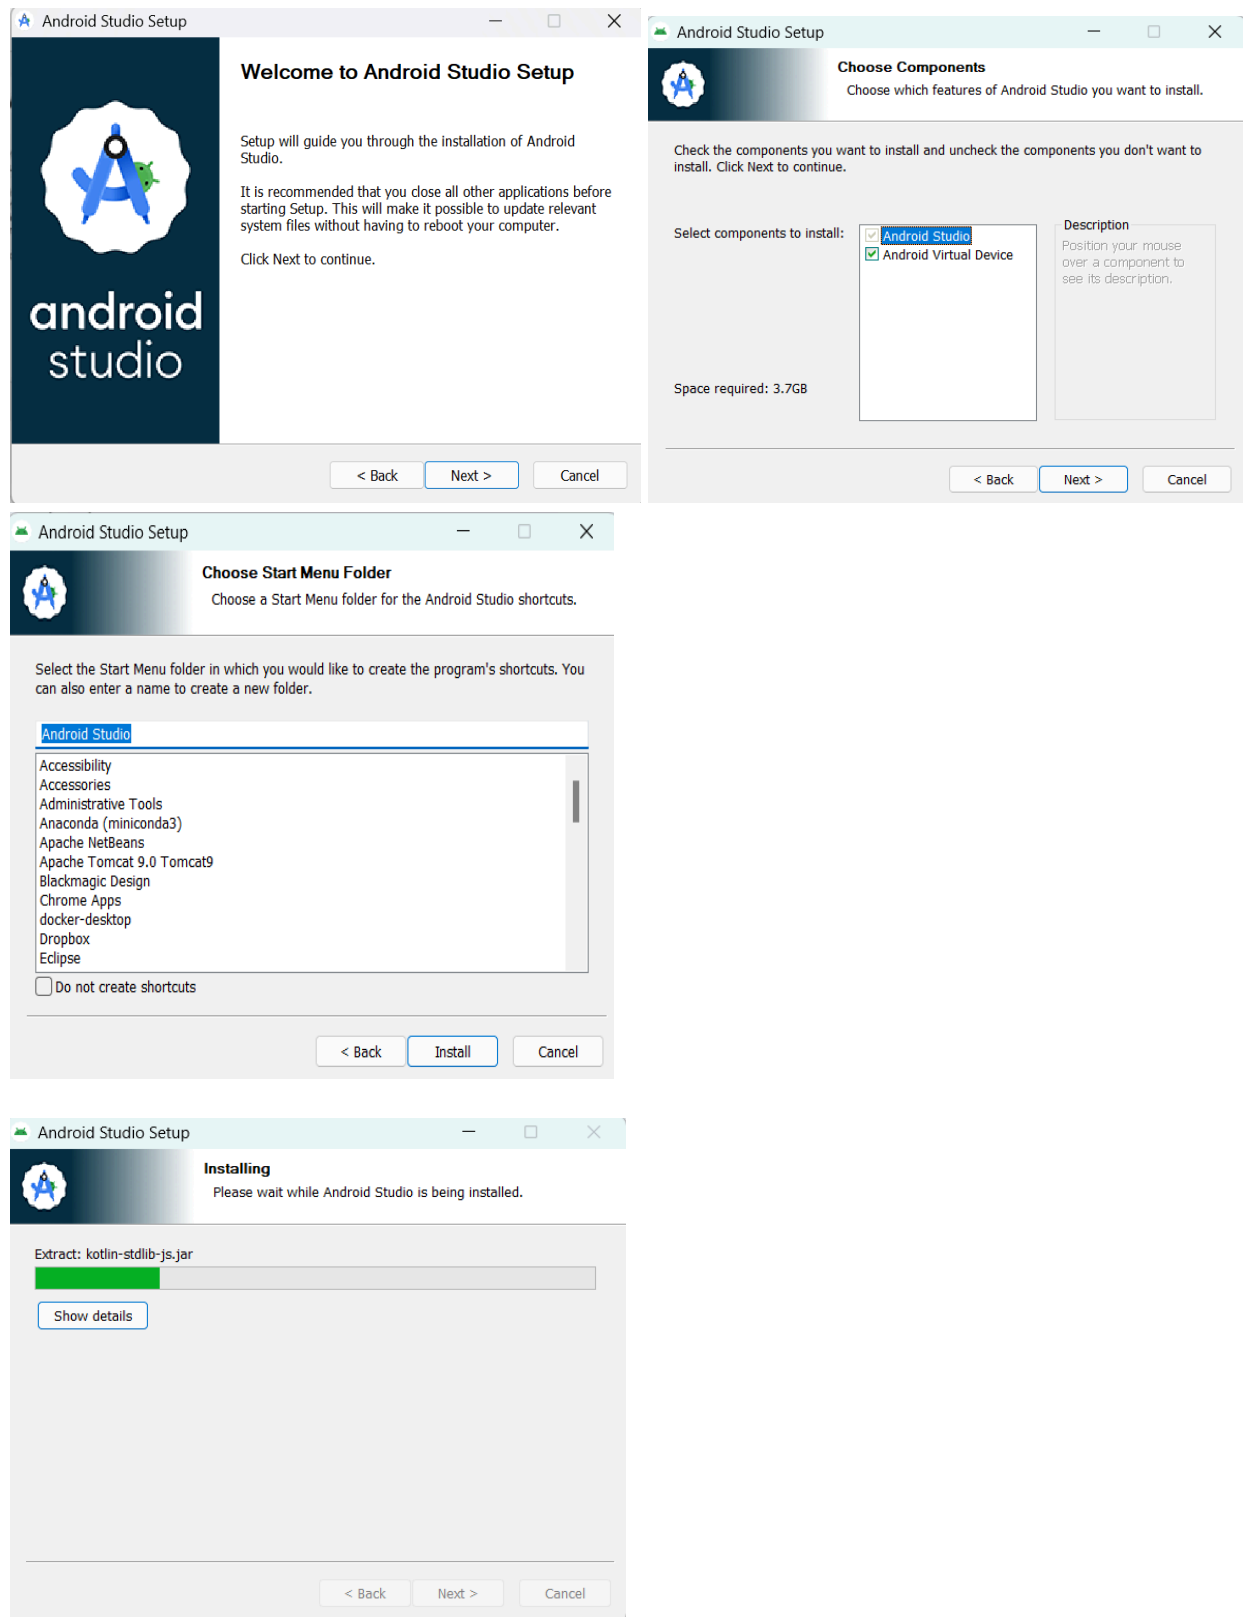 Android Studio Setup
Welcome to Android Studio Setup
Setup will guide you through the installation of Android
Studio.
It is recommended that you close all other applications before
starting Setup. This will make it possible to update relevant
system files without having to reboot your computer.
Click Next to continue.
android
studio
< Back Next > Cancel
Android Studio Setup
Choose Components
Choose which features of Android Studio you want to install.
Check the components you want to install and uncheck the components you don't want to
install. Click Next to continue.
Select components to install:
Android Studio
Android Virtual Device
Description
Position your mouse
over a component to
see its description.
Space required: 3.7GB
< Back Next > Cancel
Android Studio Setup
Choose Start Menu Folder
Choose a Start Menu folder for the Android Studio shortcuts.
Select the Start Menu folder in which you would like to create the program's shortcuts. You
can also enter a name to create a new folder.
Android Studio
Accessibility
Accessories
Administrative Tools
Anaconda (miniconda3)
Apache NetBeans
Apache Tomcat 9.0 Tomcat9
Blackmagic Design
Chrome Apps
docker-desktop
Dropbox
Eclipse
Do not create shortcuts
< Back Install Cancel
Android Studio Setup
Installing
Please wait while Android Studio is being installed.
Extract: kotlin-stdlib-js.jar
Show details
< Back Next > Cancel